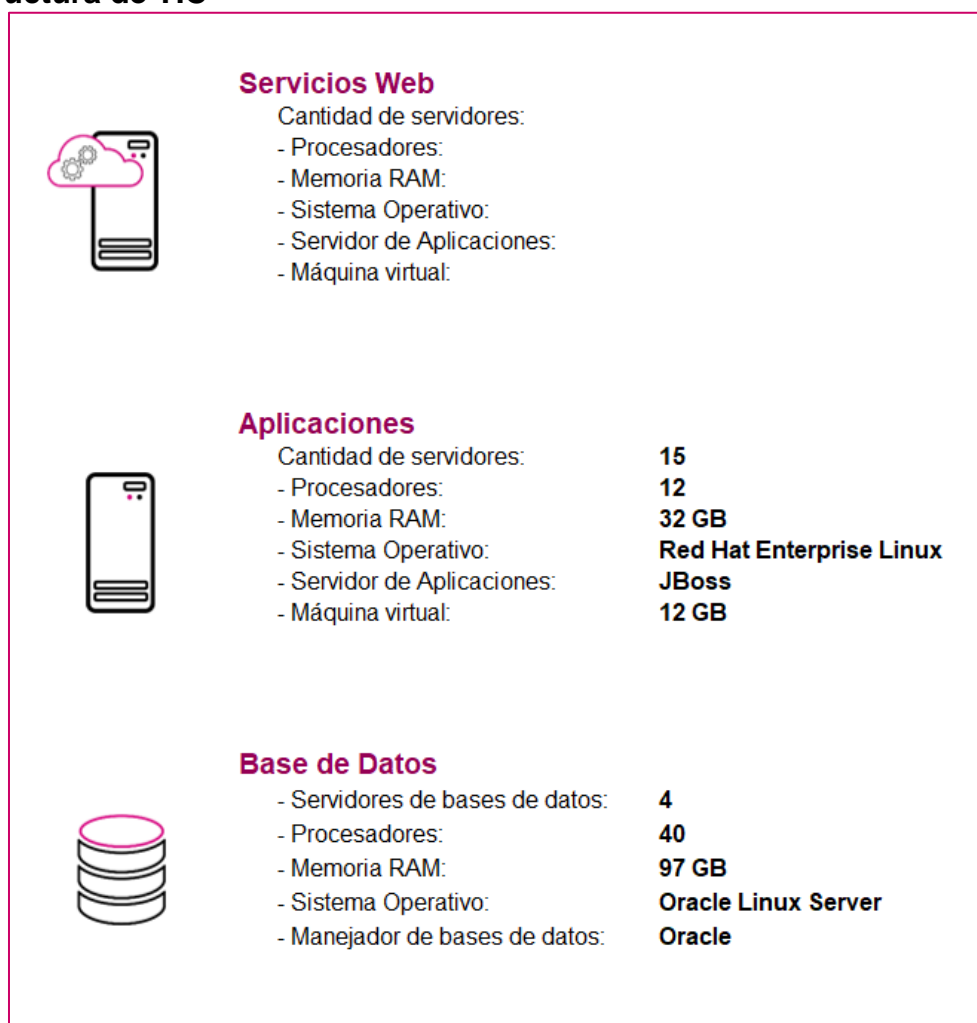 Servicios Web
Cantidad de servidores:
- Procesadores:
- Memoria RAM:
- Sistema Operativo:
- Servidor de Aplicaciones:
- Máquina virtual:
Aplicaciones
Cantidad de servidores: 15
- Procesadores: 12
- Memoria RAM: 32 GB
- Sistema Operativo: Red Hat Enterprise Linux
- Servidor de Aplicaciones: JBoss
- Máquina virtual: 12 GB
Base de Datos
- Servidores de bases de datos: 4
- Procesadores: 40
- Memoria RAM: 97 GB
- Sistema Operativo: Oracle Linux Server
- Manejador de bases de datos: Oracle